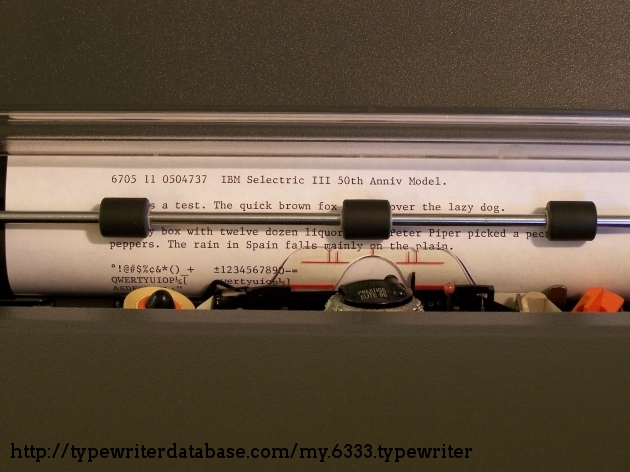 6705 11 0504737  IBM Selectric III 50th Anniv Model.
s a test. The quick brown fox over the lazy dog.
box with twelve dozen liquor Peter Piper picked a pec
peppers. The rain in Spain falls mainly on the plain.
°!@#$%¢&*()_+ ±1234567890-=
QWERTYUIOP¼[ qwertyuiop½]
PRESTIGE
ELITE 96
http://typewriterdatabase.com/my.6333.typewriter